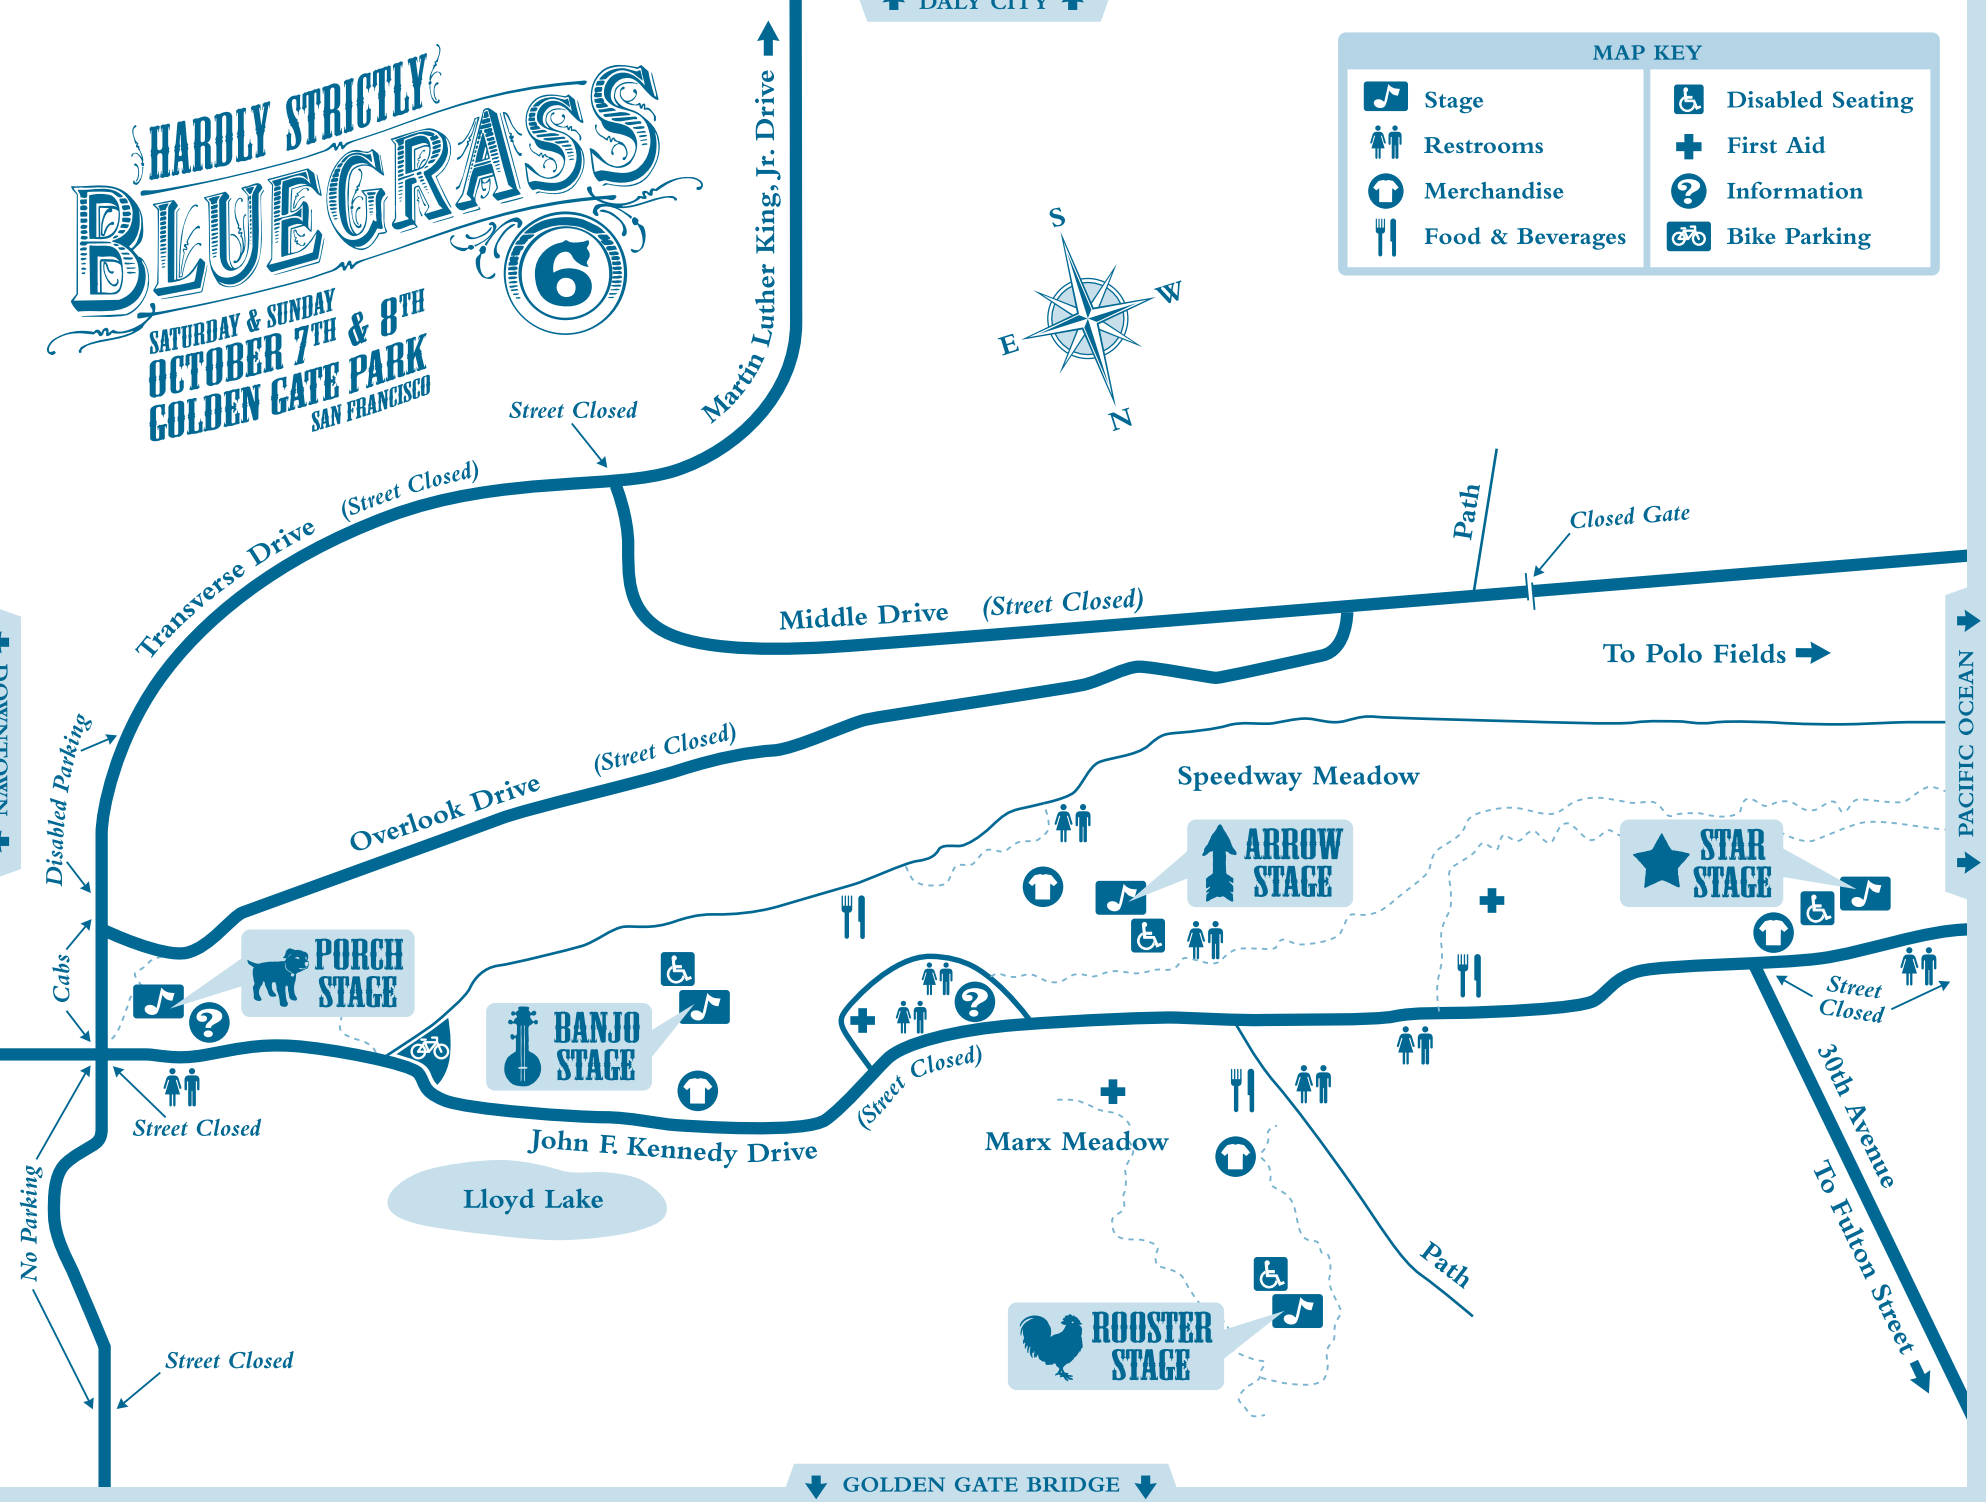 DALY CITY
HARDLY STRICTLY
BLUEGRASS
6
SATURDAY & SUNDAY
OCTOBER 7TH & 8TH
GOLDEN GATE PARK
SAN FRANCISCO
MAP KEY
Stage
Restrooms
Merchandise
Food & Beverages
Disabled Seating
First Aid
Information
Bike Parking
Martin Luther King, Jr. Drive
S
W
E
N
Street Closed
Transverse Drive (Street Closed)
Middle Drive (Street Closed)
Path
Closed Gate
To Polo Fields
DOWNTOWN
PACIFIC OCEAN
Disabled Parking
Overlook Drive (Street Closed)
Speedway Meadow
ARROW
STAGE
STAR
STAGE
Cabs
PORCH
STAGE
?
BANJO
STAGE
?
Street
Closed
(Street Closed)
Street Closed
John F. Kennedy Drive
Marx Meadow
Lloyd Lake
No Parking
30th Avenue
To Fulton Street
Path
ROOSTER
STAGE
Street Closed
GOLDEN GATE BRIDGE